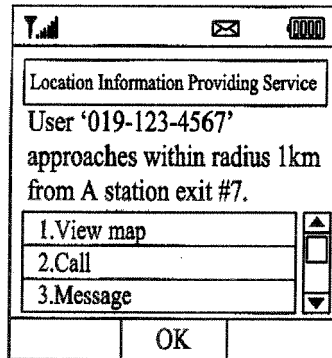 Location Information Providing Service
User ‘019-123-4567’
approaches within radius 1km
from A station exit #7.
1.View map
2.Call
3.Message
OK